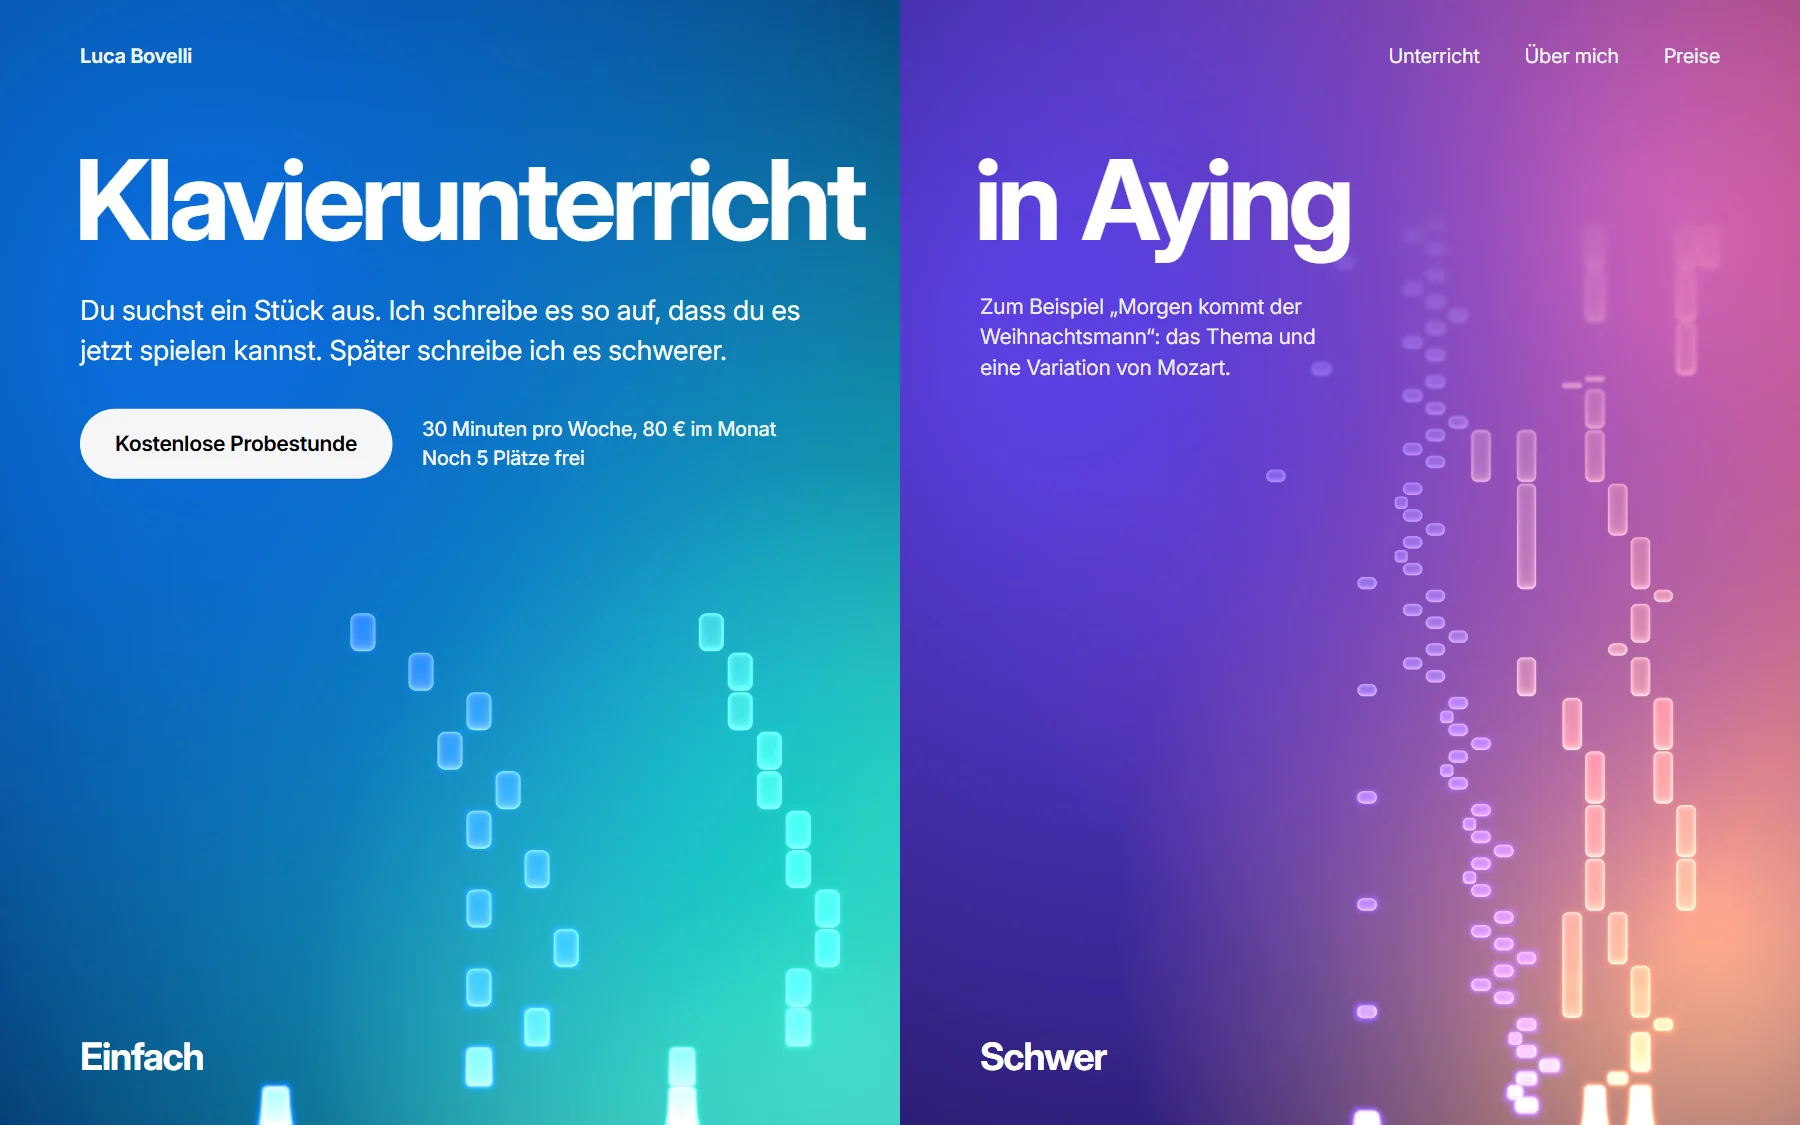 Luca Bovelli
Unterricht
Über mich
Preise
Klavierunterricht in Aying
Du suchst ein Stück aus. Ich schreibe es so auf, dass du es
jetzt spielen kannst. Später schreibe ich es schwerer.
Kostenlose Probestunde
30 Minuten pro Woche, 80 € im Monat
Noch 5 Plätze frei
Zum Beispiel „Morgen kommt der
Weihnachtsmann“: das Thema und
eine Variation von Mozart.
Einfach
Schwer